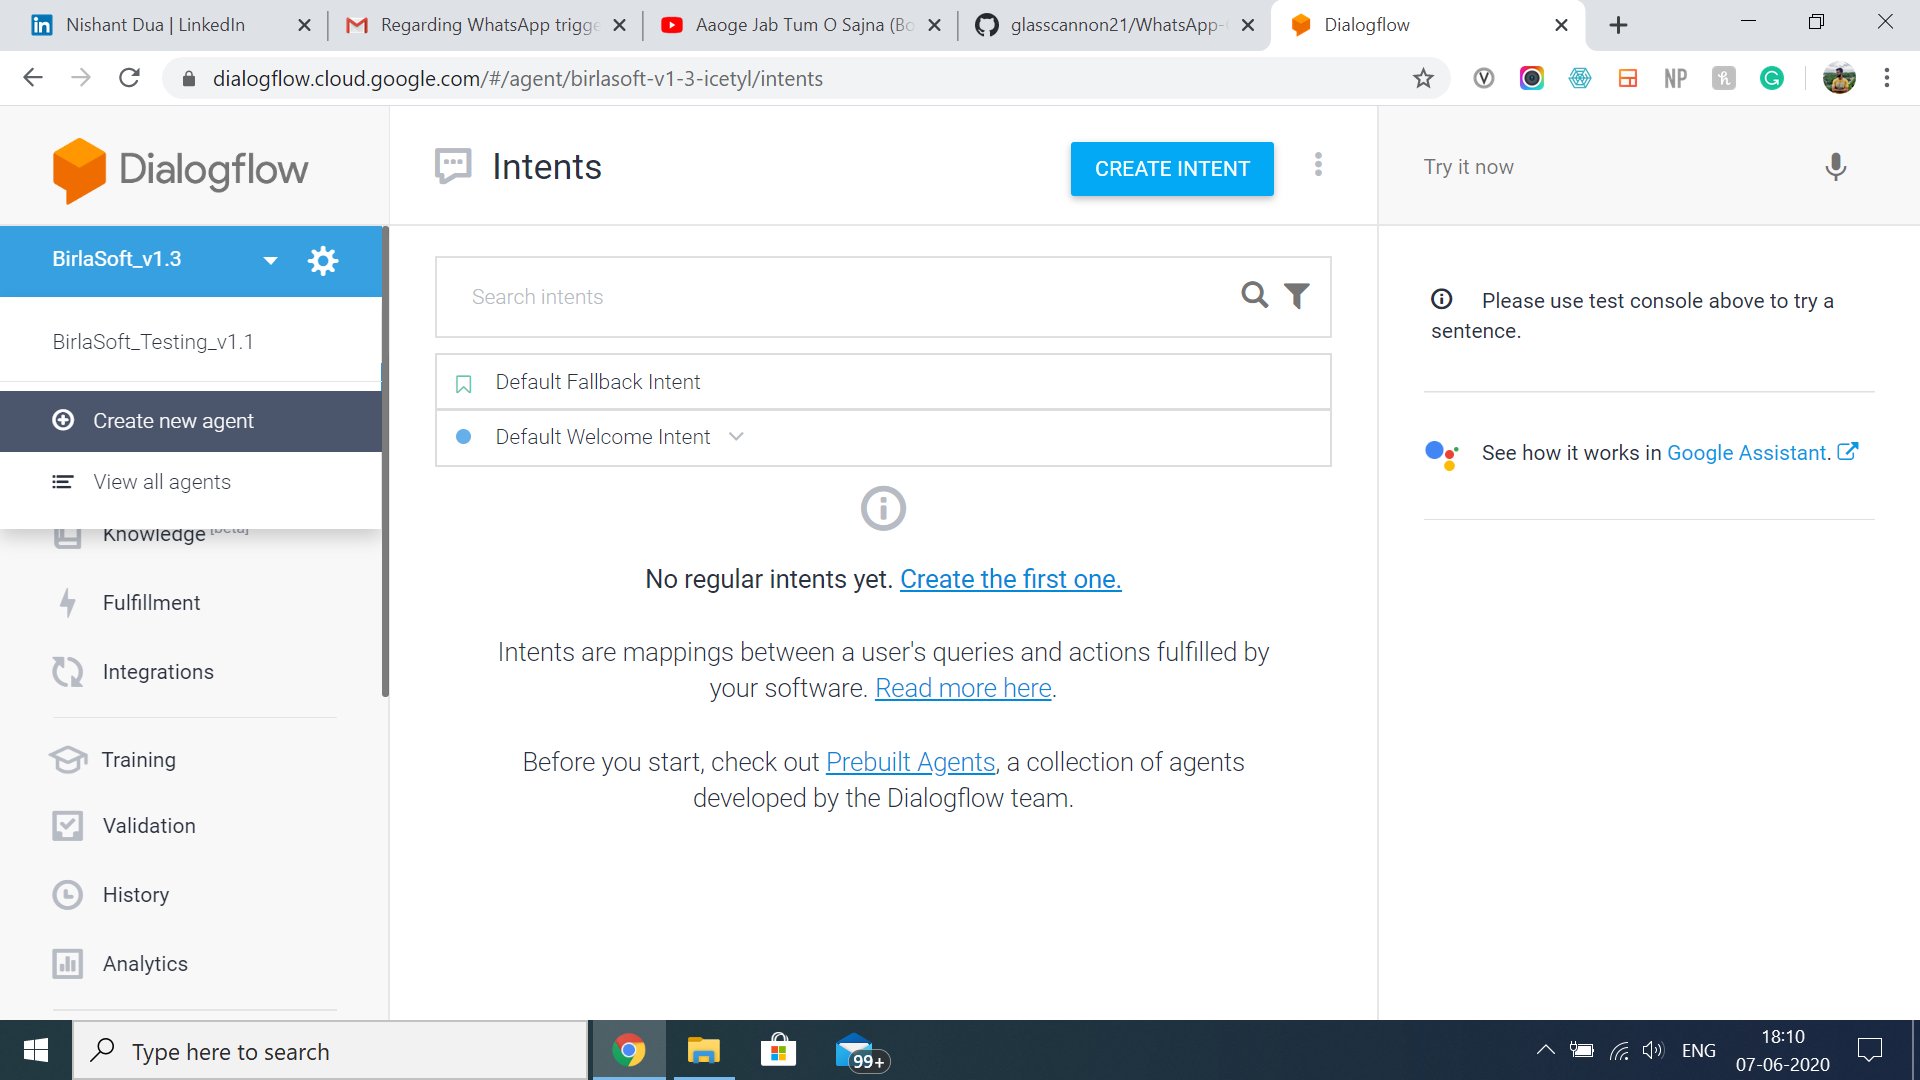 Nishant Dua | LinkedIn
Regarding WhatsApp trigge
Aaoge Jab Tum O Sajna (Bo
glasscannon21/WhatsApp-
Dialogflow
dialogflow.cloud.google.com/#/agent/birlasoft-v1-3-icetyl/intents
NP
Dialogflow
Intents
CREATE INTENT
Try it now
BirlaSoft_v1.3
BirlaSoft_Testing_v1.1
Create new agent
View all agents
Knowledge [beta]
Fulfillment
Integrations
Training
Validation
History
Analytics
Search intents
Default Fallback Intent
Default Welcome Intent
No regular intents yet. Create the first one.
Intents are mappings between a user's queries and actions fulfilled by
your software. Read more here.
Before you start, check out Prebuilt Agents, a collection of agents
developed by the Dialogflow team.
Please use test console above to try a
sentence.
See how it works in Google Assistant.
Type here to search
99+
ENG
18:10
07-06-2020